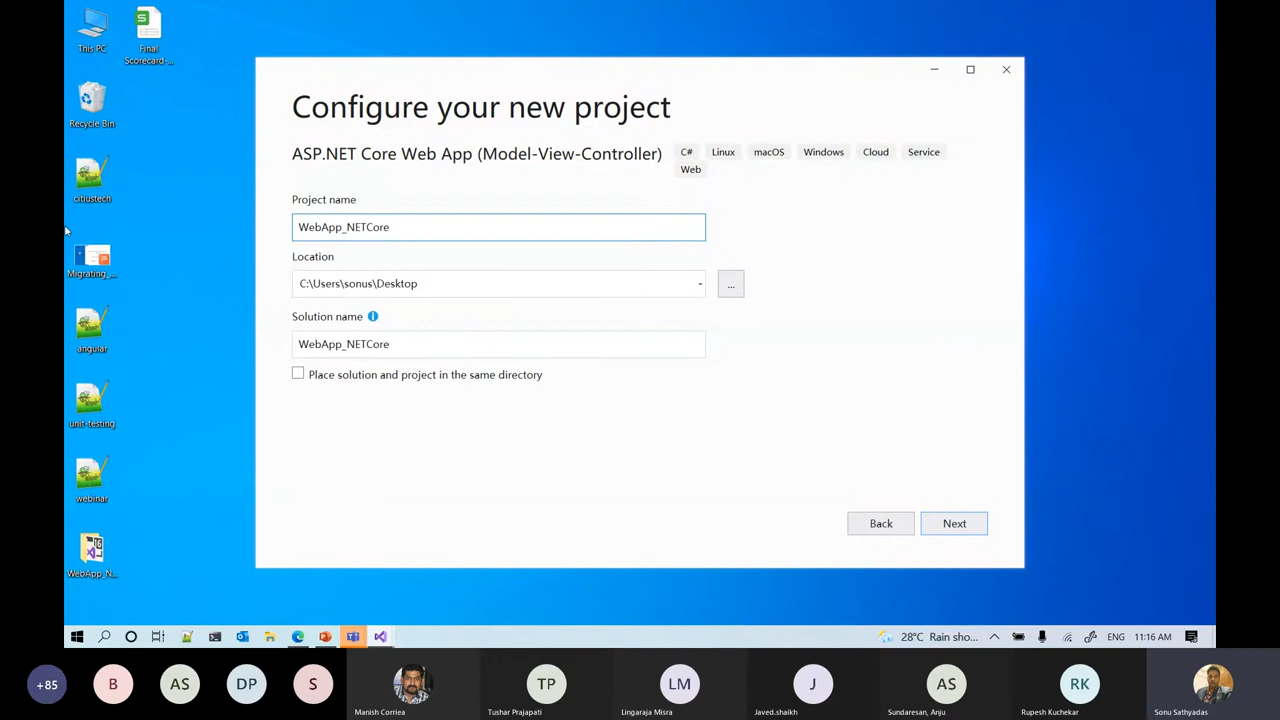 This PC
Final
Scorecard-...
Recycle Bin
citiustech
Migrating_...
angular
unit-testing
webinar
WebApp_N...
Configure your new project
ASP.NET Core Web App (Model-View-Controller)
C# Linux macOS Windows Cloud Service
Web
Project name
WebApp_NETCore
Location
C:\Users\sonus\Desktop
...
Solution name
WebApp_NETCore
Place solution and project in the same directory
Back Next
28°C Rain sho... ENG 11:16 AM
+85 B AS DP S TP LM J AS RK
Manish Corriea Tushar Prajapati Lingaraja Misra Javed.shaikh Sundaresan, Anju Rupesh Kuchekar Sonu Sathyadas